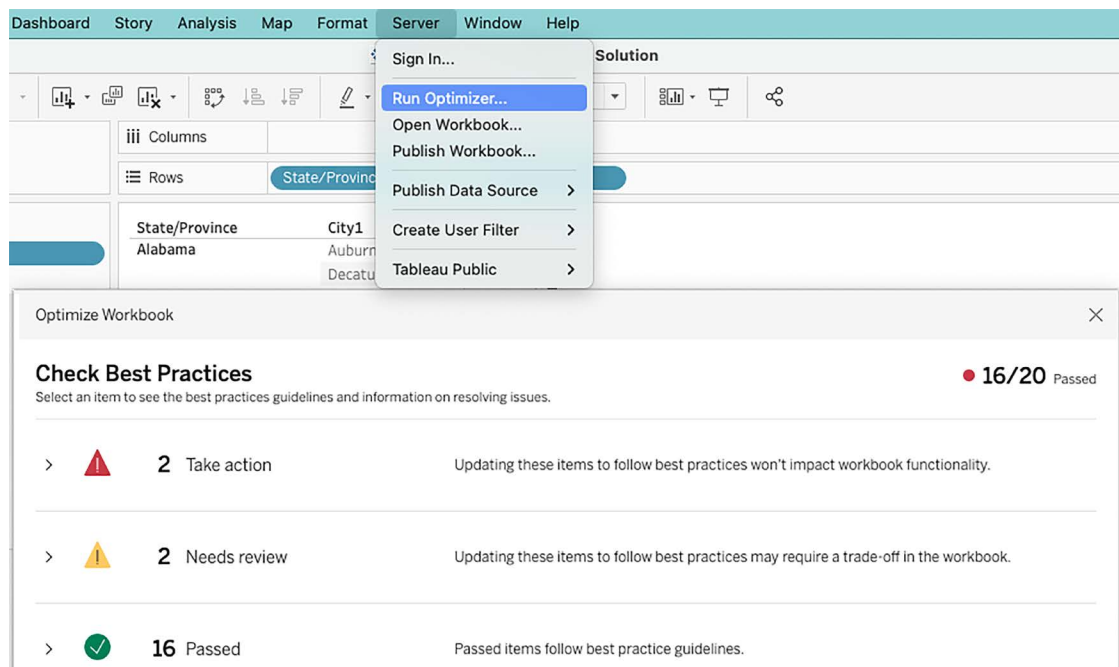 Dashboard Story Analysis Map Format Server Window Help
Sign In...
Solution
Run Optimizer...
Open Workbook...
Publish Workbook...
Publish Data Source
Create User Filter
Tableau Public
Columns
Rows
State/Provinc
State/Province City1
Alabama Auburn
Decatu
Optimize Workbook
Check Best Practices
16/20 Passed
Select an item to see the best practices guidelines and information on resolving issues.
2 Take action Updating these items to follow best practices won't impact workbook functionality.
2 Needs review Updating these items to follow best practices may require a trade-off in the workbook.
16 Passed Passed items follow best practice guidelines.